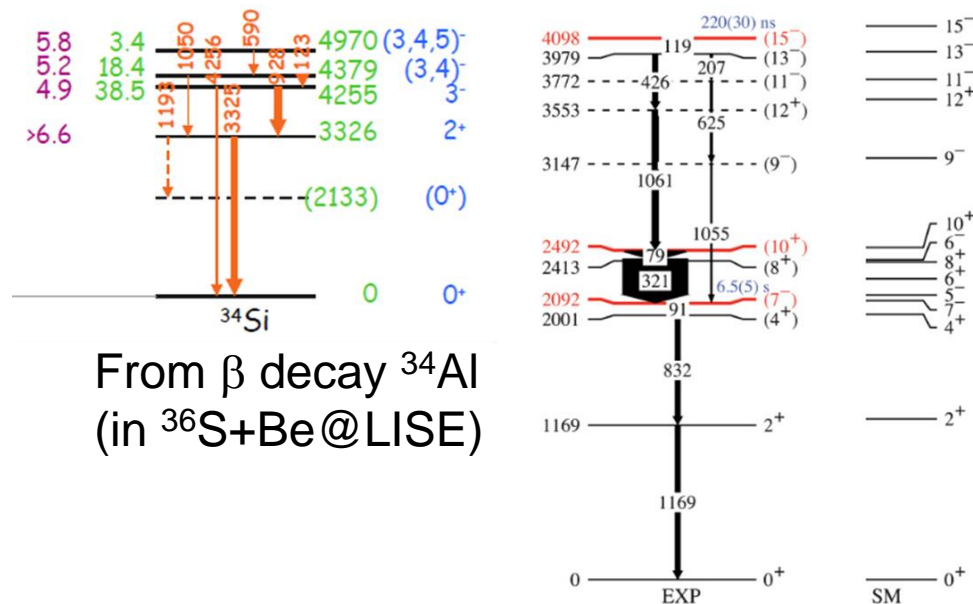 5.8 3.4 1050 4256 590 1123 4970 (3,4,5)⁻
5.2 18.4 928 4379 (3,4)⁻
4.9 38.5 1193 3325 4255 3⁻
>6.6 3326 2⁺
(2133) (0⁺)
0 0⁺
³⁴Si
From β decay ³⁴Al
(in ³⁶S+Be@LISE)
220(30) ns
4098 119 (15⁻)
3979 (13⁻)
426 207
3772 (11⁻)
3553 (12⁺)
625
3147 (9⁻)
1061
1055
2492 79 (10⁺)
2413 (8⁺)
321 6.5(5) s
2092 (7⁻)
91
2001 (4⁺)
832
1169 2⁺
1169
0 0⁺
EXP
15⁻
13⁻
11⁻
12⁺
9⁻
10⁺
6⁻
8⁺
6⁺
5⁻
7⁻
4⁺
2⁺
0⁺
SM